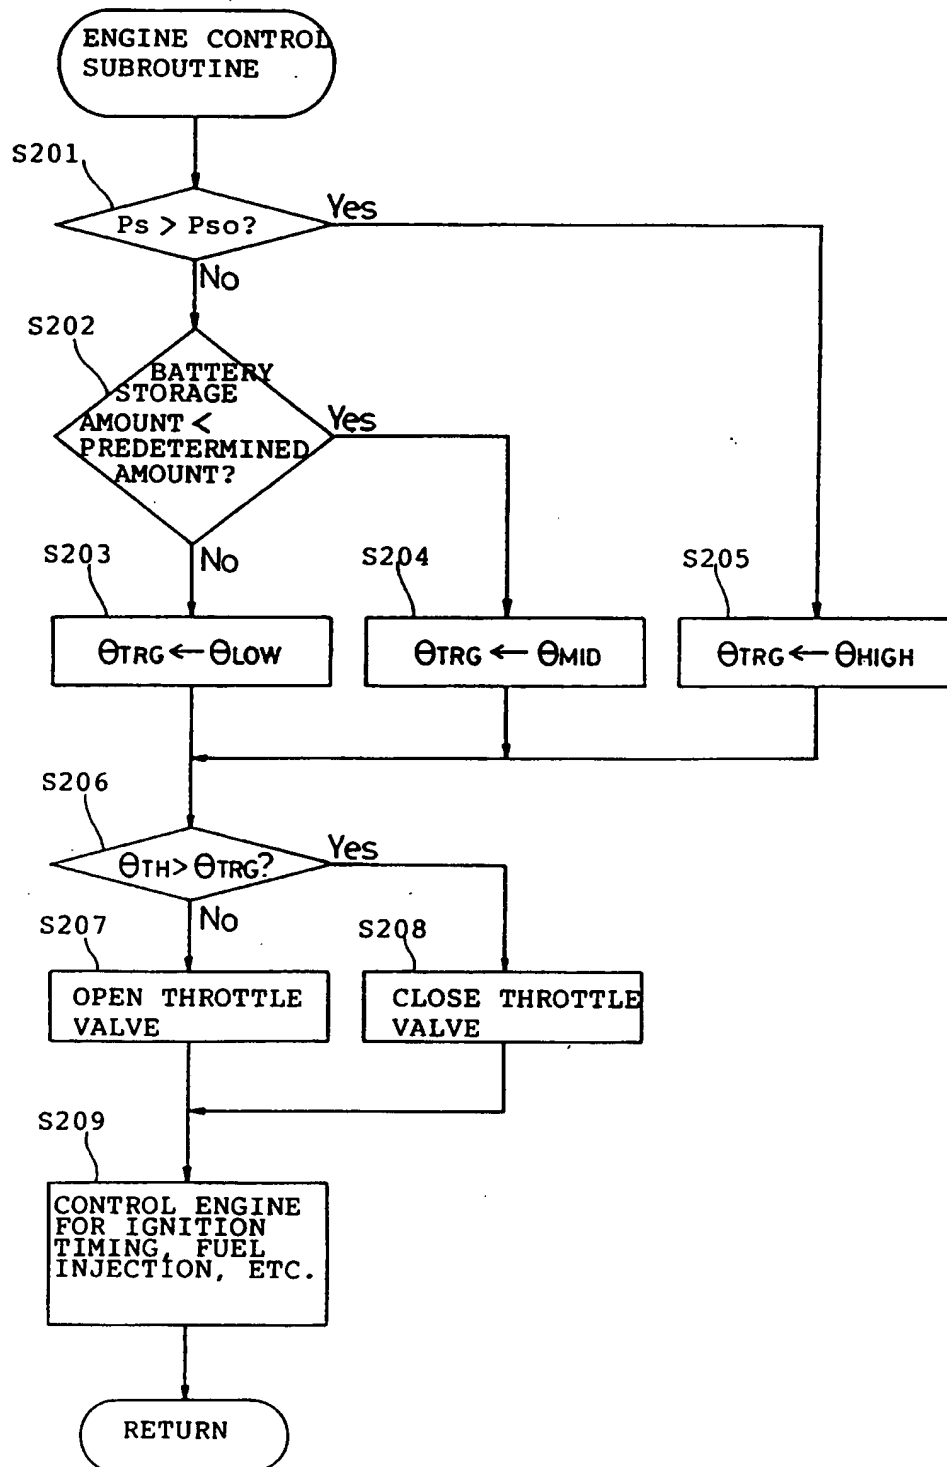 ENGINE CONTROL
SUBROUTINE
S201
Ps > Pso?
Yes
No
S202
BATTERY
STORAGE
AMOUNT <
PREDETERMINED
AMOUNT?
Yes
No
S203
S204
S205
θTRG ← θLOW
θTRG ← θMID
θTRG ← θHIGH
S206
θTH > θTRG?
Yes
No
S207
S208
OPEN THROTTLE
VALVE
CLOSE THROTTLE
VALVE
S209
CONTROL ENGINE
FOR IGNITION
TIMING, FUEL
INJECTION, ETC.
RETURN